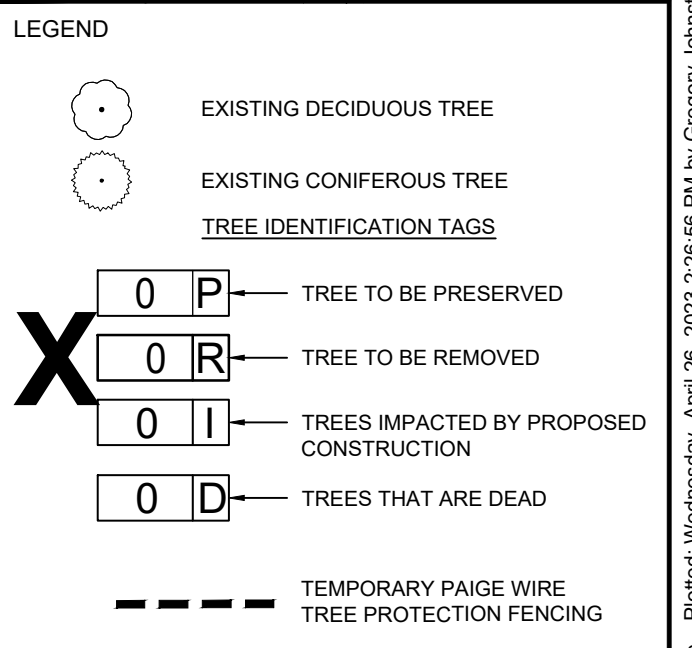 LEGEND
EXISTING DECIDUOUS TREE
EXISTING CONIFEROUS TREE
TREE IDENTIFICATION TAGS
0 P TREE TO BE PRESERVED
X 0 R TREE TO BE REMOVED
0 I TREES IMPACTED BY PROPOSED
CONSTRUCTION
0 D TREES THAT ARE DEAD
TEMPORARY PAIGE WIRE
TREE PROTECTION FENCING
Plotted: Wednesday, April 26, 2023 2:26:56 PM by Gregory